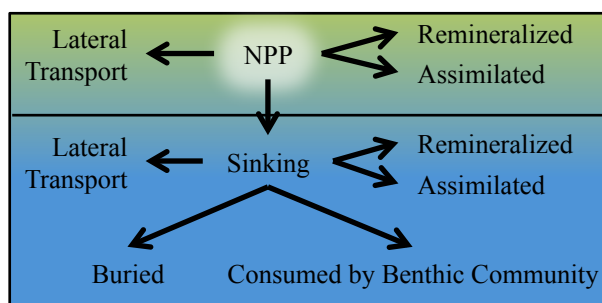 Lateral
Transport
NPP
Remineralized
Assimilated
Lateral
Transport
Sinking
Remineralized
Assimilated
Buried
Consumed by Benthic Community